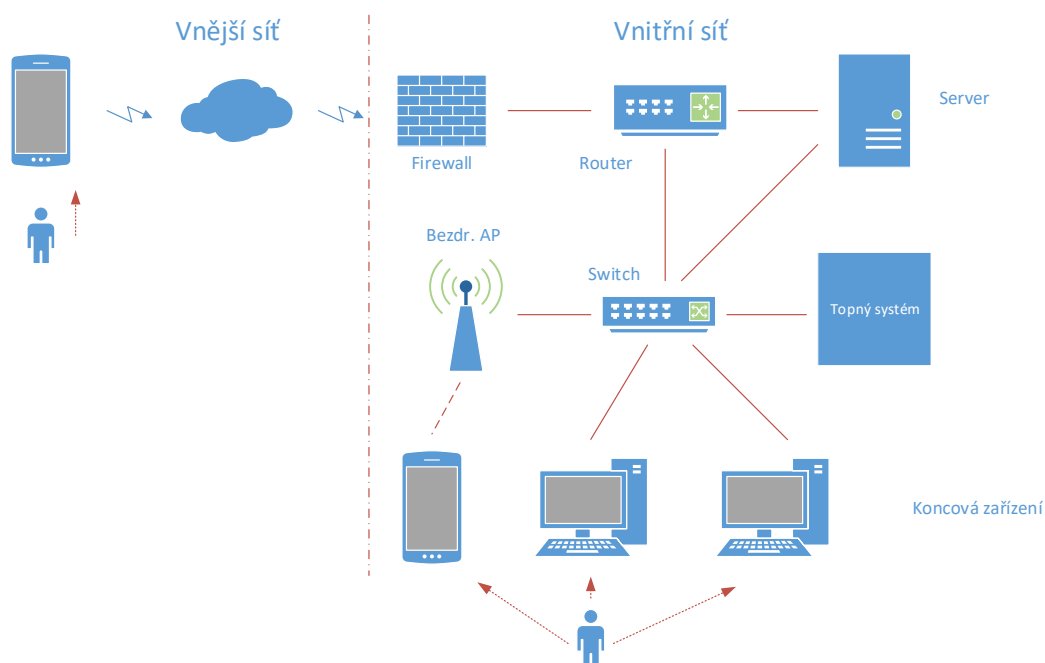 Vnější síť
Vnitřní síť
Server
Firewall
Router
Bezdr. AP
Switch
Topný systém
Koncová zařízení